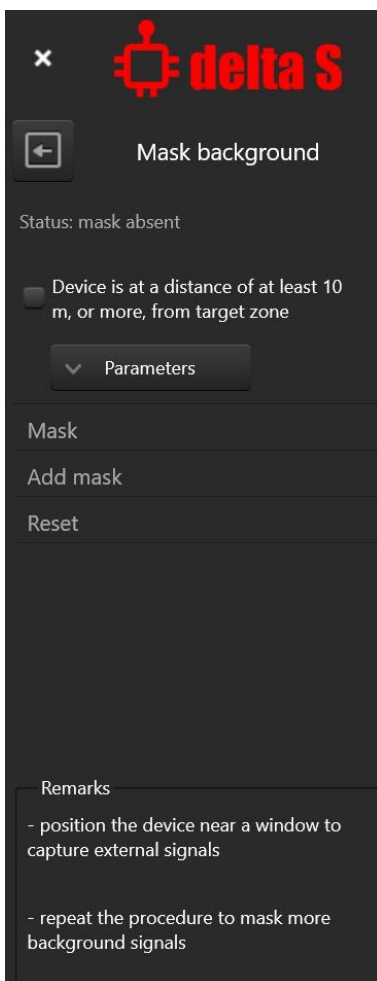 delta S
Mask background
Status: mask absent
Device is at a distance of at least 10
m, or more, from target zone
Parameters
Mask
Add mask
Reset
Remarks
- position the device near a window to
capture external signals
- repeat the procedure to mask more
background signals